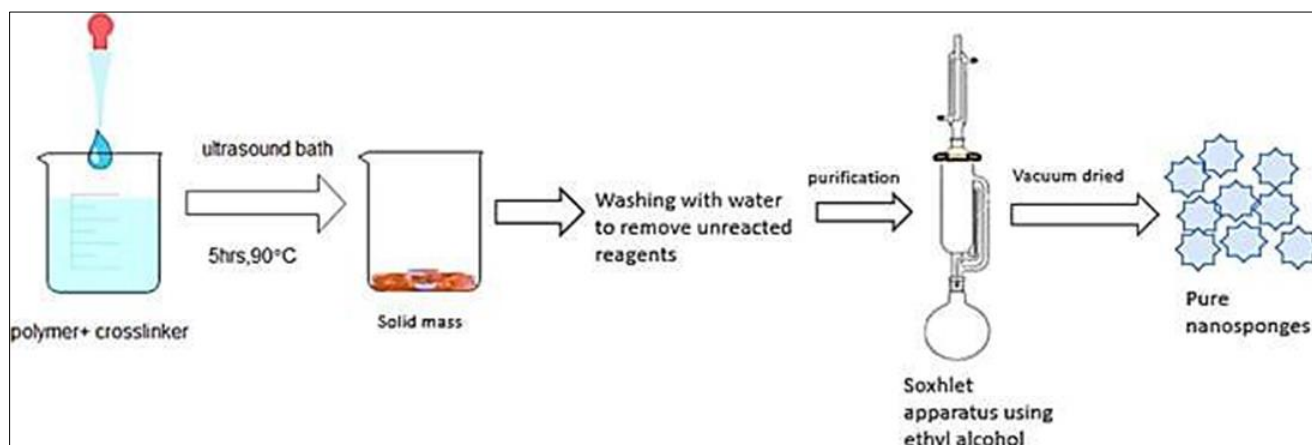 ultrasound bath
5hrs,90°C
polymer+ crosslinker
Solid mass
Washing with water
to remove unreacted
reagents
purification
Soxhlet
apparatus using
ethyl alcohol
Vacuum dried
Pure
nanosponges